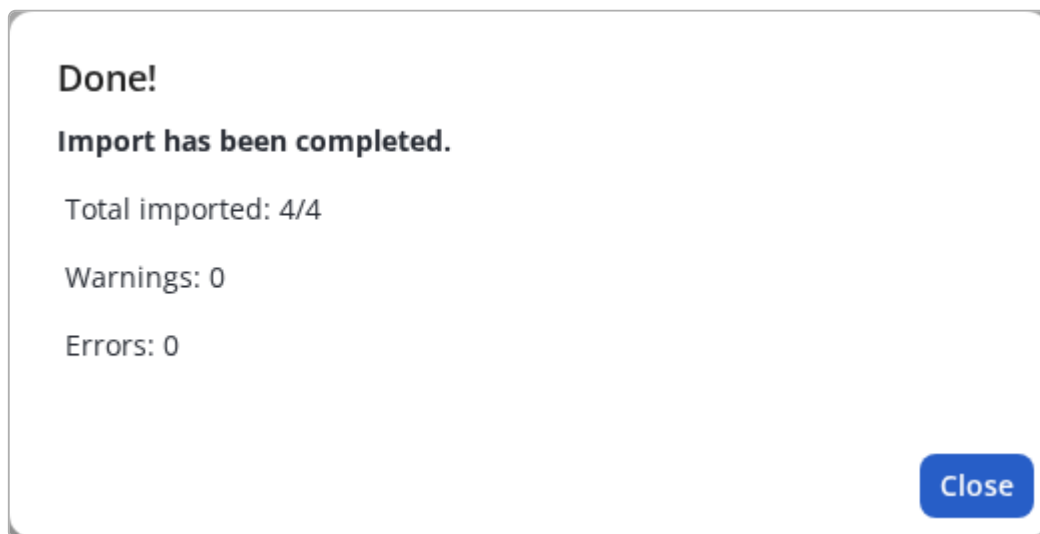 Done!
Import has been completed.
Total imported: 4/4
Warnings: 0
Errors: 0
Close